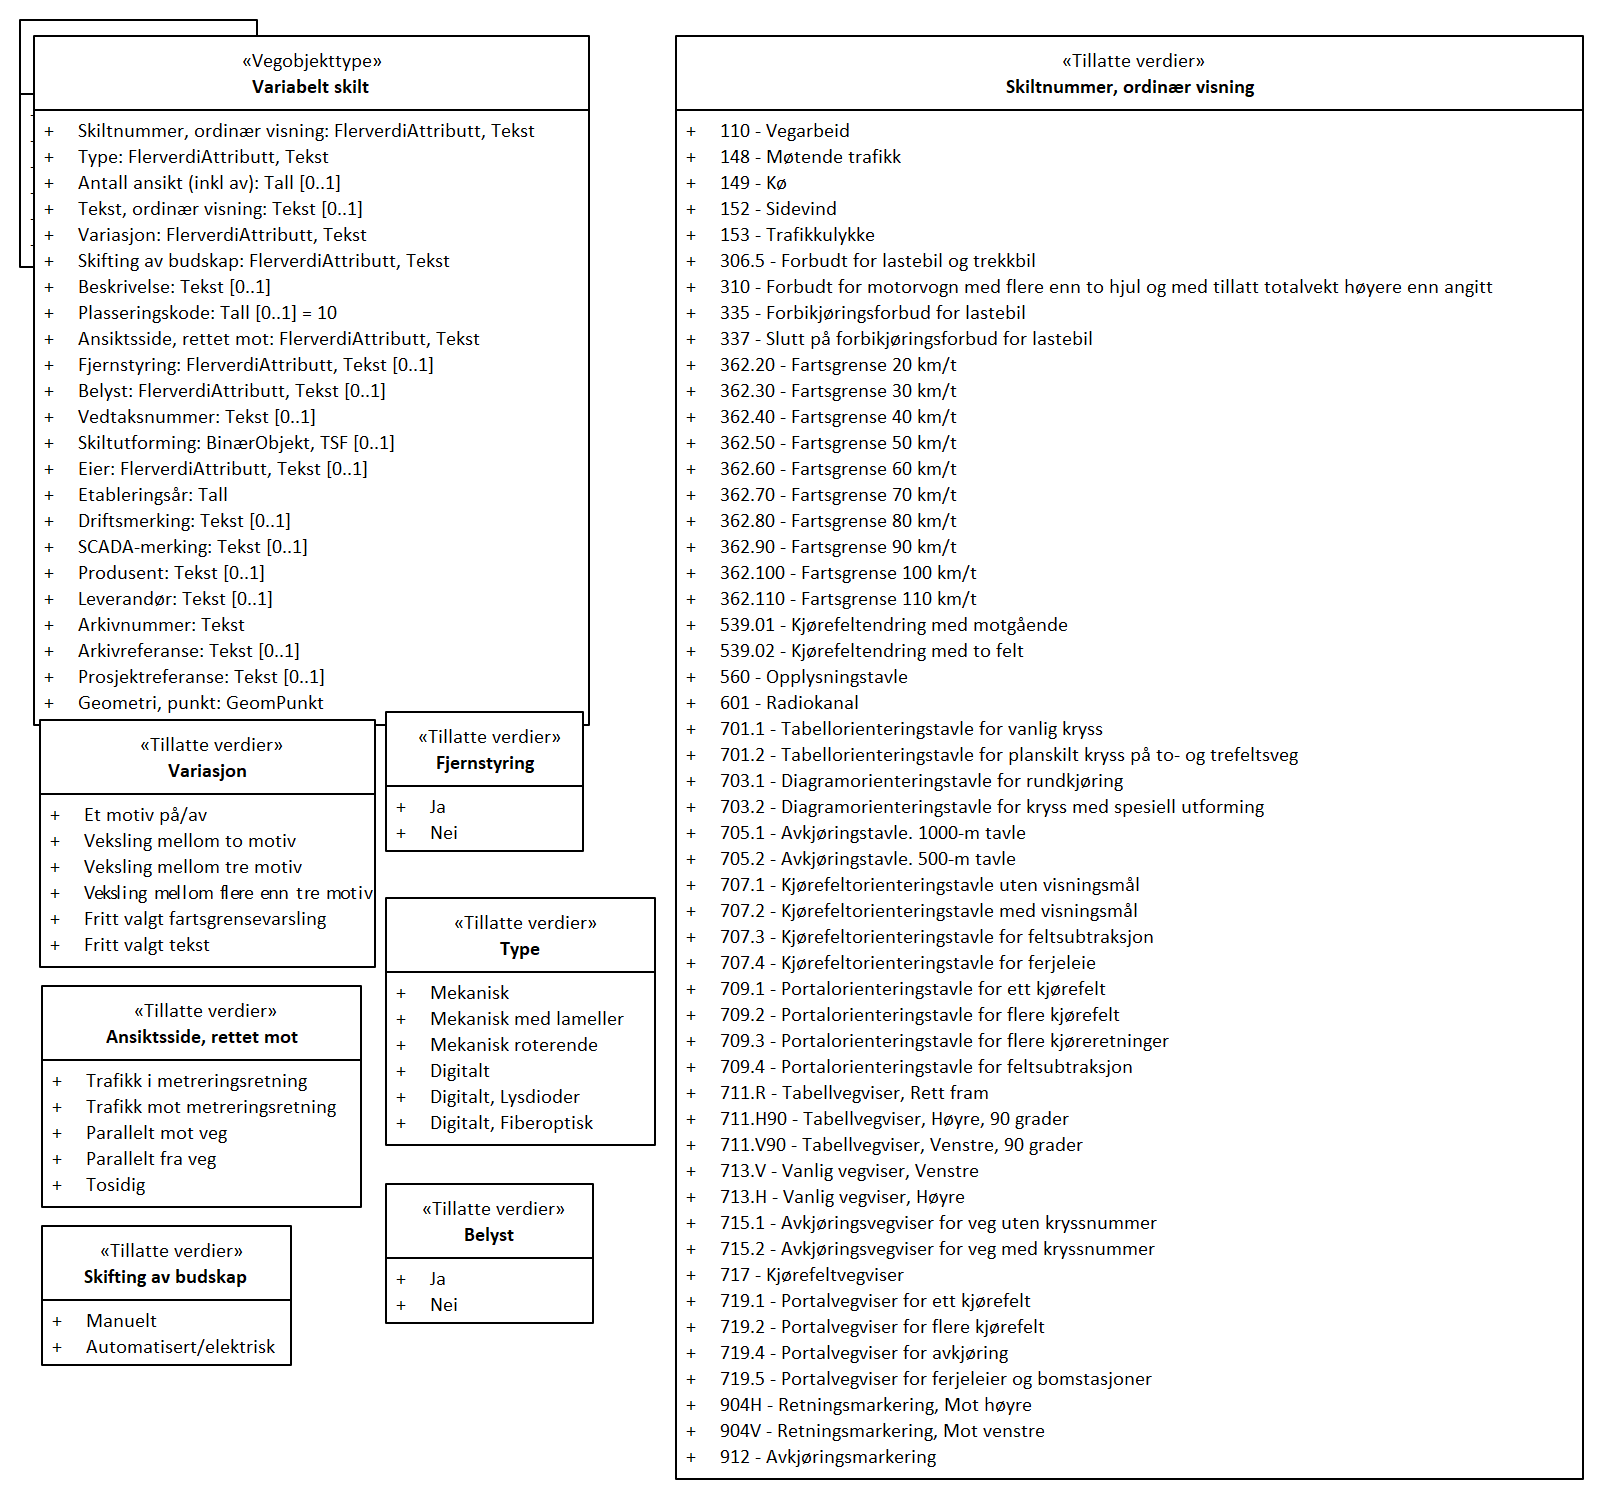 «Vegobjekttype»
Variabelt skilt
+ Skiltnummer, ordinær visning: FlerverdiAttributt, Tekst
+ Type: FlerverdiAttributt, Tekst
+ Antall ansikt (inkl av): Tall [0..1]
+ Tekst, ordinær visning: Tekst [0..1]
+ Variasjon: FlerverdiAttributt, Tekst
+ Skifting av budskap: FlerverdiAttributt, Tekst
+ Beskrivelse: Tekst [0..1]
+ Plasseringskode: Tall [0..1] = 10
+ Ansiktsside, rettet mot: FlerverdiAttributt, Tekst
+ Fjernstyring: FlerverdiAttributt, Tekst [0..1]
+ Belyst: FlerverdiAttributt, Tekst [0..1]
+ Vedtaksnummer: Tekst [0..1]
+ Skiltutforming: BinærObjekt, TSF [0..1]
+ Eier: FlerverdiAttributt, Tekst [0..1]
+ Etableringsår: Tall
+ Driftsmerking: Tekst [0..1]
+ SCADA-merking: Tekst [0..1]
+ Produsent: Tekst [0..1]
+ Leverandør: Tekst [0..1]
+ Arkivnummer: Tekst
+ Arkivreferanse: Tekst [0..1]
+ Prosjektreferanse: Tekst [0..1]
+ Geometri, punkt: GeomPunkt
«Tillatte verdier»
Variasjon
+ Et motiv på/av
+ Veksling mellom to motiv
+ Veksling mellom tre motiv
+ Veksling mellom flere enn tre motiv
+ Fritt valgt fartsgrensevarsling
+ Fritt valgt tekst
«Tillatte verdier»
Ansiktsside, rettet mot
+ Trafikk i metreringsretning
+ Trafikk mot metreringsretning
+ Parallelt mot veg
+ Parallelt fra veg
+ Tosidig
«Tillatte verdier»
Skifting av budskap
+ Manuelt
+ Automatisert/elektrisk
«Tillatte verdier»
Fjernstyring
+ Ja
+ Nei
«Tillatte verdier»
Type
+ Mekanisk
+ Mekanisk med lameller
+ Mekanisk roterende
+ Digitalt
+ Digitalt, Lysdioder
+ Digitalt, Fiberoptisk
«Tillatte verdier»
Belyst
+ Ja
+ Nei
«Tillatte verdier»
Skiltnummer, ordinær visning
+ 110 - Vegarbeid
+ 148 - Møtende trafikk
+ 149 - Kø
+ 152 - Sidevind
+ 153 - Trafikkulykke
+ 306.5 - Forbudt for lastebil og trekkbil
+ 310 - Forbudt for motorvogn med flere enn to hjul og med tillatt totalvekt høyere enn angitt
+ 335 - Forbikjøringsforbud for lastebil
+ 337 - Slutt på forbikjøringsforbud for lastebil
+ 362.20 - Fartsgrense 20 km/t
+ 362.30 - Fartsgrense 30 km/t
+ 362.40 - Fartsgrense 40 km/t
+ 362.50 - Fartsgrense 50 km/t
+ 362.60 - Fartsgrense 60 km/t
+ 362.70 - Fartsgrense 70 km/t
+ 362.80 - Fartsgrense 80 km/t
+ 362.90 - Fartsgrense 90 km/t
+ 362.100 - Fartsgrense 100 km/t
+ 362.110 - Fartsgrense 110 km/t
+ 539.01 - Kjørefeltendring med motgående
+ 539.02 - Kjørefeltendring med to felt
+ 560 - Opplysningstavle
+ 601 - Radiokanal
+ 701.1 - Tabellorienteringstavle for vanlig kryss
+ 701.2 - Tabellorienteringstavle for planskilt kryss på to- og trefeltsveg
+ 703.1 - Diagramorienteringstavle for rundkjøring
+ 703.2 - Diagramorienteringstavle for kryss med spesiell utforming
+ 705.1 - Avkjøringstavle. 1000-m tavle
+ 705.2 - Avkjøringstavle. 500-m tavle
+ 707.1 - Kjørefeltorienteringstavle uten visningsmål
+ 707.2 - Kjørefeltorienteringstavle med visningsmål
+ 707.3 - Kjørefeltorienteringstavle for feltsubtraksjon
+ 707.4 - Kjørefeltorienteringstavle for ferjeleie
+ 709.1 - Portalorienteringstavle for ett kjørefelt
+ 709.2 - Portalorienteringstavle for flere kjørefelt
+ 709.3 - Portalorienteringstavle for flere kjøreretninger
+ 709.4 - Portalorienteringstavle for feltsubtraksjon
+ 711.R - Tabellvegviser, Rett fram
+ 711.H90 - Tabellvegviser, Høyre, 90 grader
+ 711.V90 - Tabellvegviser, Venstre, 90 grader
+ 713.V - Vanlig vegviser, Venstre
+ 713.H - Vanlig vegviser, Høyre
+ 715.1 - Avkjøringsvegviser for veg uten kryssnummer
+ 715.2 - Avkjøringsvegviser for veg med kryssnummer
+ 717 - Kjørefeltvegviser
+ 719.1 - Portalvegviser for ett kjørefelt
+ 719.2 - Portalvegviser for flere kjørefelt
+ 719.4 - Portalvegviser for avkjøring
+ 719.5 - Portalvegviser for ferjeleier og bomstasjoner
+ 904H - Retningsmarkering, Mot høyre
+ 904V - Retningsmarkering, Mot venstre
+ 912 - Avkjøringsmarkering